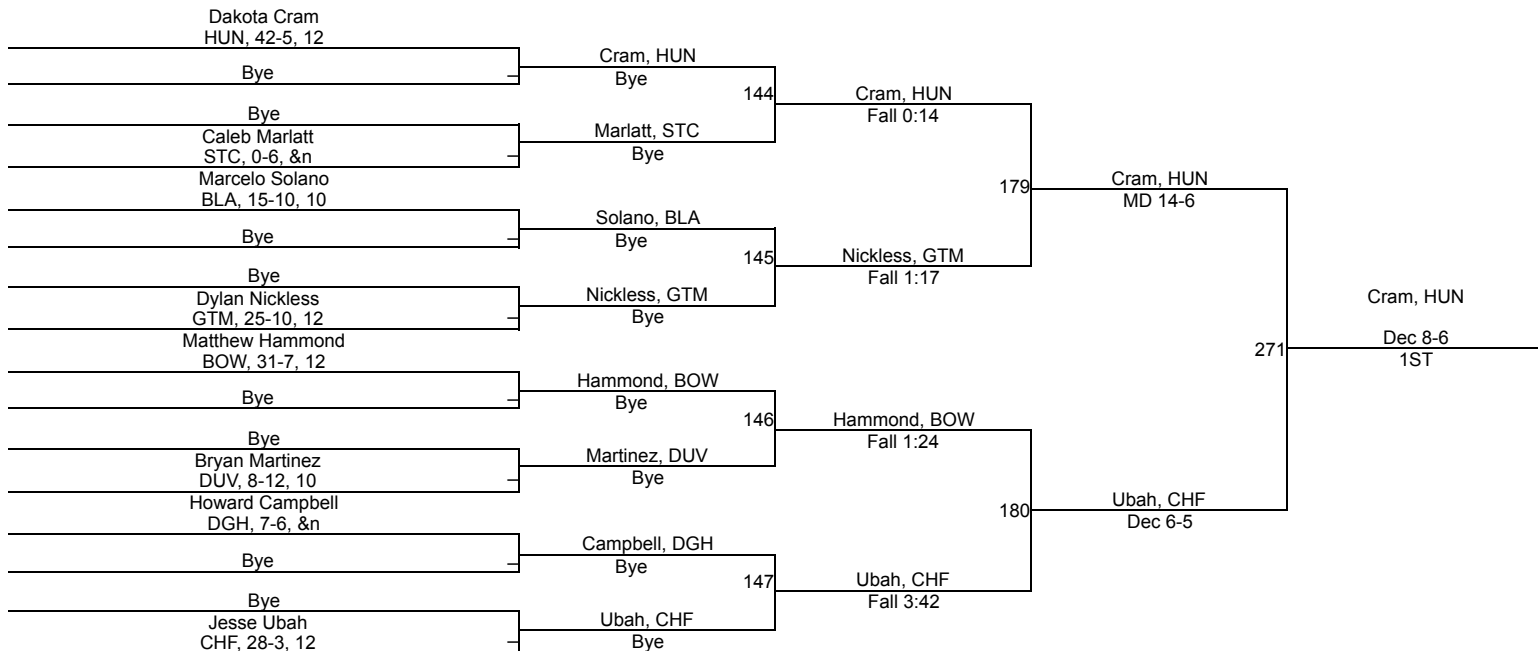 Dakota Cram
HUN, 42-5, 12
Bye
Bye
Caleb Marlatt
STC, 0-6, &n
Marcelo Solano
BLA, 15-10, 10
Bye
Bye
Dylan Nickless
GTM, 25-10, 12
Matthew Hammond
BOW, 31-7, 12
Bye
Bye
Bryan Martinez
DUV, 8-12, 10
Howard Campbell
DGH, 7-6, &n
Bye
Bye
Jesse Ubah
CHF, 28-3, 12
Cram, HUN
Bye
144
Marlatt, STC
Bye
Solano, BLA
Bye
145
Nickless, GTM
Bye
Hammond, BOW
Bye
146
Martinez, DUV
Bye
Campbell, DGH
Bye
147
Ubah, CHF
Bye
Cram, HUN
Fall 0:14
179
Nickless, GTM
Fall 1:17
Hammond, BOW
Fall 1:24
180
Ubah, CHF
Fall 3:42
Cram, HUN
MD 14-6
271
Ubah, CHF
Dec 6-5
Cram, HUN
Dec 8-6
1ST